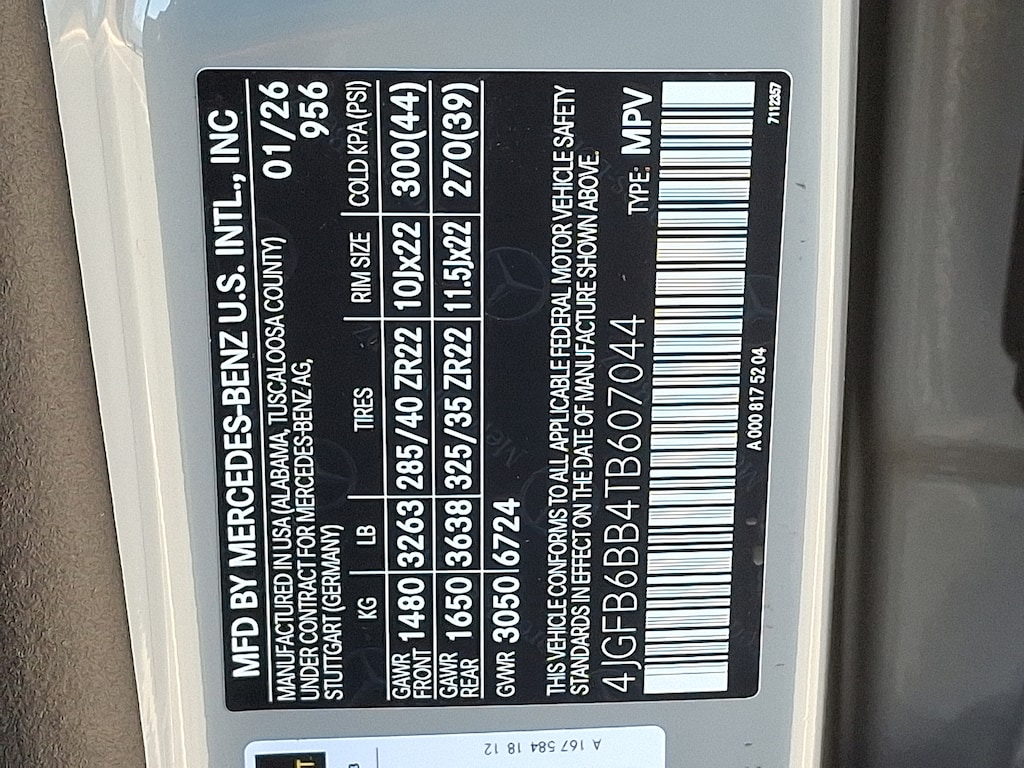 MFD BY MERCEDES-BENZ U.S. INTL., INC
MANUFACTURED IN USA (ALABAMA, TUSCALOOSA COUNTY) 01/26
UNDER CONTRACT FOR MERCEDES-BENZ AG, 956
STUTTGART (GERMANY)
KG LB TIRES RIM SIZE COLD KPA (PSI)
GAWR FRONT 1480 3263 285/40 ZR22 10Jx22 300(44)
GAWR REAR 1650 3638 325/35 ZR22 11.5Jx22 270(39)
GVWR 3050 6724
THIS VEHICLE CONFORMS TO ALL APPLICABLE FEDERAL MOTOR VEHICLE SAFETY
STANDARDS IN EFFECT ON THE DATE OF MANUFACTURE SHOWN ABOVE.
4JGFB6BB4TB607044 TYPE: MPV
A 000 817 52 04
7112357
A 167 584 18 12